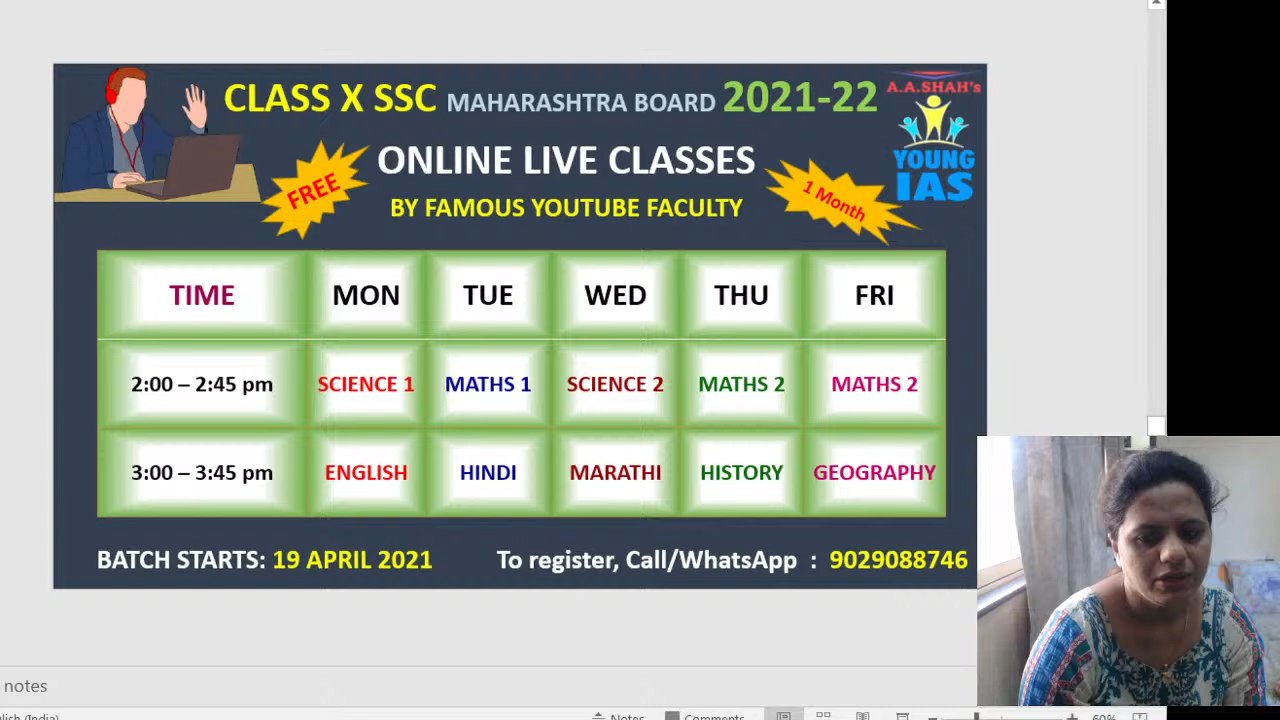 CLASS X SSC MAHARASHTRA BOARD 2021-22
A.A.SHAH's
YOUNG
IAS
ONLINE LIVE CLASSES
FREE
1 Month
BY FAMOUS YOUTUBE FACULTY
TIME MON TUE WED THU FRI
2:00 – 2:45 pm SCIENCE 1 MATHS 1 SCIENCE 2 MATHS 2 MATHS 2
3:00 – 3:45 pm ENGLISH HINDI MARATHI HISTORY GEOGRAPHY
BATCH STARTS: 19 APRIL 2021 To register, Call/WhatsApp : 9029088746
notes
(India) Notes Comments 60%